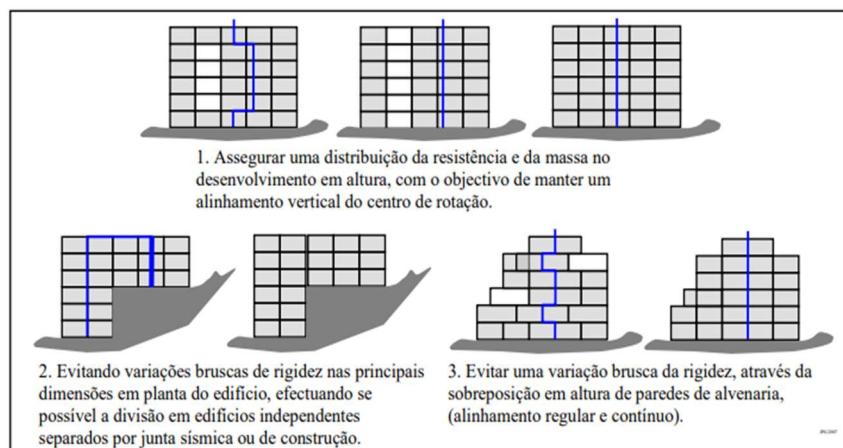 1. Assegurar uma distribuição da resistência e da massa no
desenvolvimento em altura, com o objectivo de manter um
alinhamento vertical do centro de rotação.
2. Evitando variações bruscas de rigidez nas principais
dimensões em planta do edifício, efectuando se
possível a divisão em edifícios independentes
separados por junta sísmica ou de construção.
3. Evitar uma variação brusca da rigidez, através da
sobreposição em altura de paredes de alvenaria,
(alinhamento regular e contínuo).